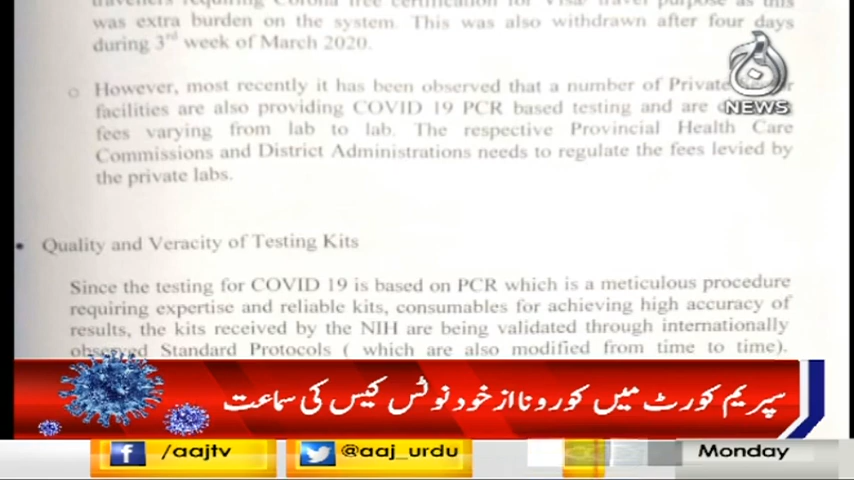 travellers requiring Corona free certification for Visa/ travel purpose as this
was extra burden on the system. This was also withdrawn after four days
during 3rd week of March 2020.
o However, most recently it has been observed that a number of Private
facilities are also providing COVID 19 PCR based testing and are
fees varying from lab to lab. The respective Provincial Health Care
Commissions and District Administrations needs to regulate the fees levied by
the private labs.
NEWS
• Quality and Veracity of Testing Kits
Since the testing for COVID 19 is based on PCR which is a meticulous procedure
requiring expertise and reliable kits, consumables for achieving high accuracy of
results, the kits received by the NIH are being validated through internationally
observed Standard Protocols ( which are also modified from time to time).
سپریم کورٹ میں کورونا از خود نوٹس کیس کی سماعت
/aajtv
@aaj_urdu
Monday